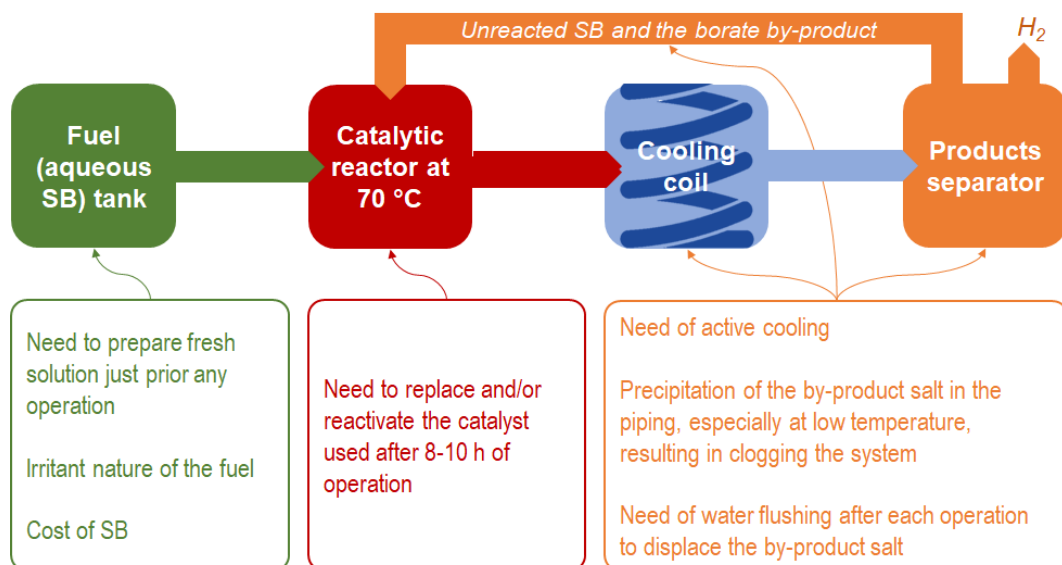 Unreacted SB and the borate by-product
H2
Fuel
(aqueous
SB) tank
Catalytic
reactor at
70 °C
Cooling
coil
Products
separator
Need to prepare fresh
solution just prior any
operation
Irritant nature of the fuel
Cost of SB
Need to replace and/or
reactivate the catalyst
used after 8-10 h of
operation
Need of active cooling
Precipitation of the by-product salt in the
piping, especially at low temperature,
resulting in clogging the system
Need of water flushing after each operation
to displace the by-product salt